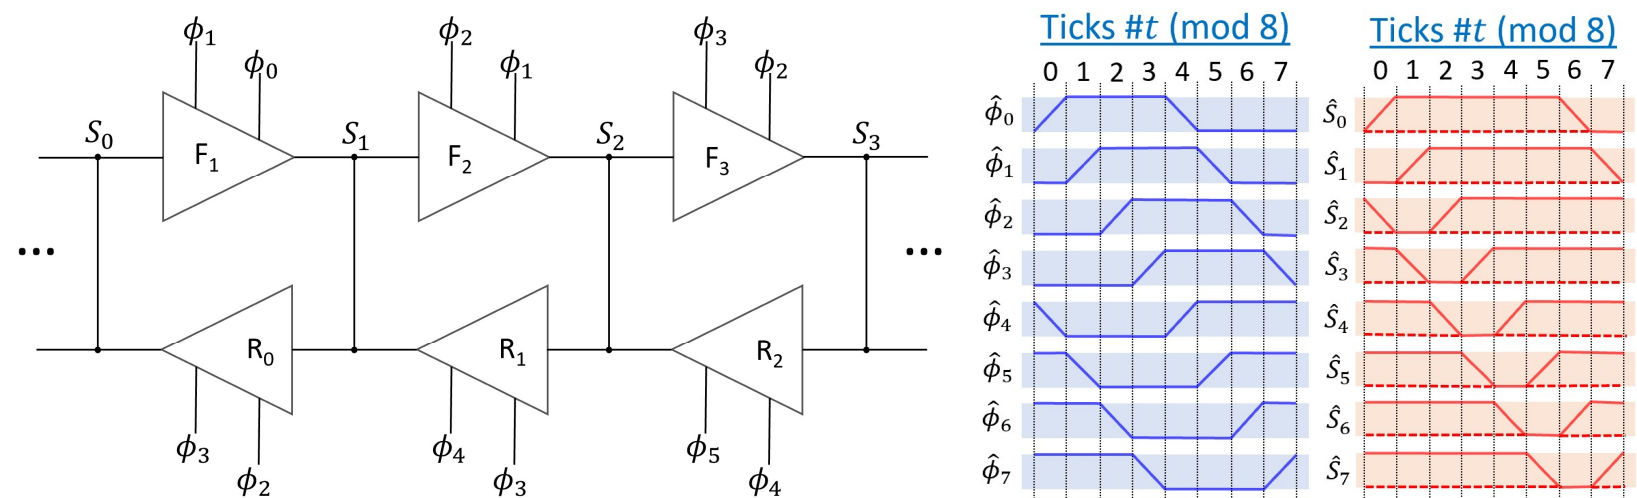 ϕ₁ ϕ₀ ϕ₂ ϕ₁ ϕ₃ ϕ₂
S₀ F₁ S₁ F₂ S₂ F₃ S₃
... ...
R₀ R₁ R₂
ϕ₃ ϕ₂ ϕ₄ ϕ₃ ϕ₅ ϕ₄
Ticks #t (mod 8)
0 1 2 3 4 5 6 7
ϕ̂₀
ϕ̂₁
ϕ̂₂
ϕ̂₃
ϕ̂₄
ϕ̂₅
ϕ̂₆
ϕ̂₇
Ticks #t (mod 8)
0 1 2 3 4 5 6 7
Ŝ₀
Ŝ₁
Ŝ₂
Ŝ₃
Ŝ₄
Ŝ₅
Ŝ₆
Ŝ₇